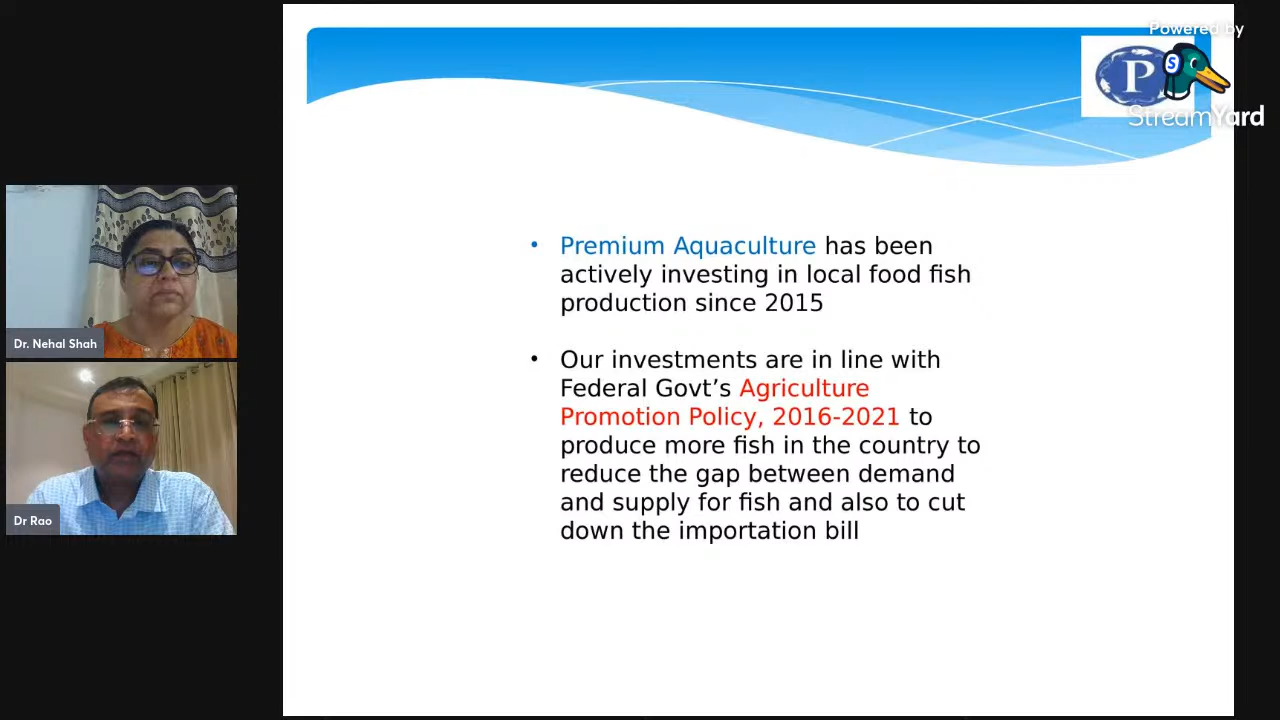 Powered by
P
S
StreamYard
• Premium Aquaculture has been
actively investing in local food fish
production since 2015
• Our investments are in line with
Federal Govt’s Agriculture
Promotion Policy, 2016-2021 to
produce more fish in the country to
reduce the gap between demand
and supply for fish and also to cut
down the importation bill
Dr. Nehal Shah
Dr Rao